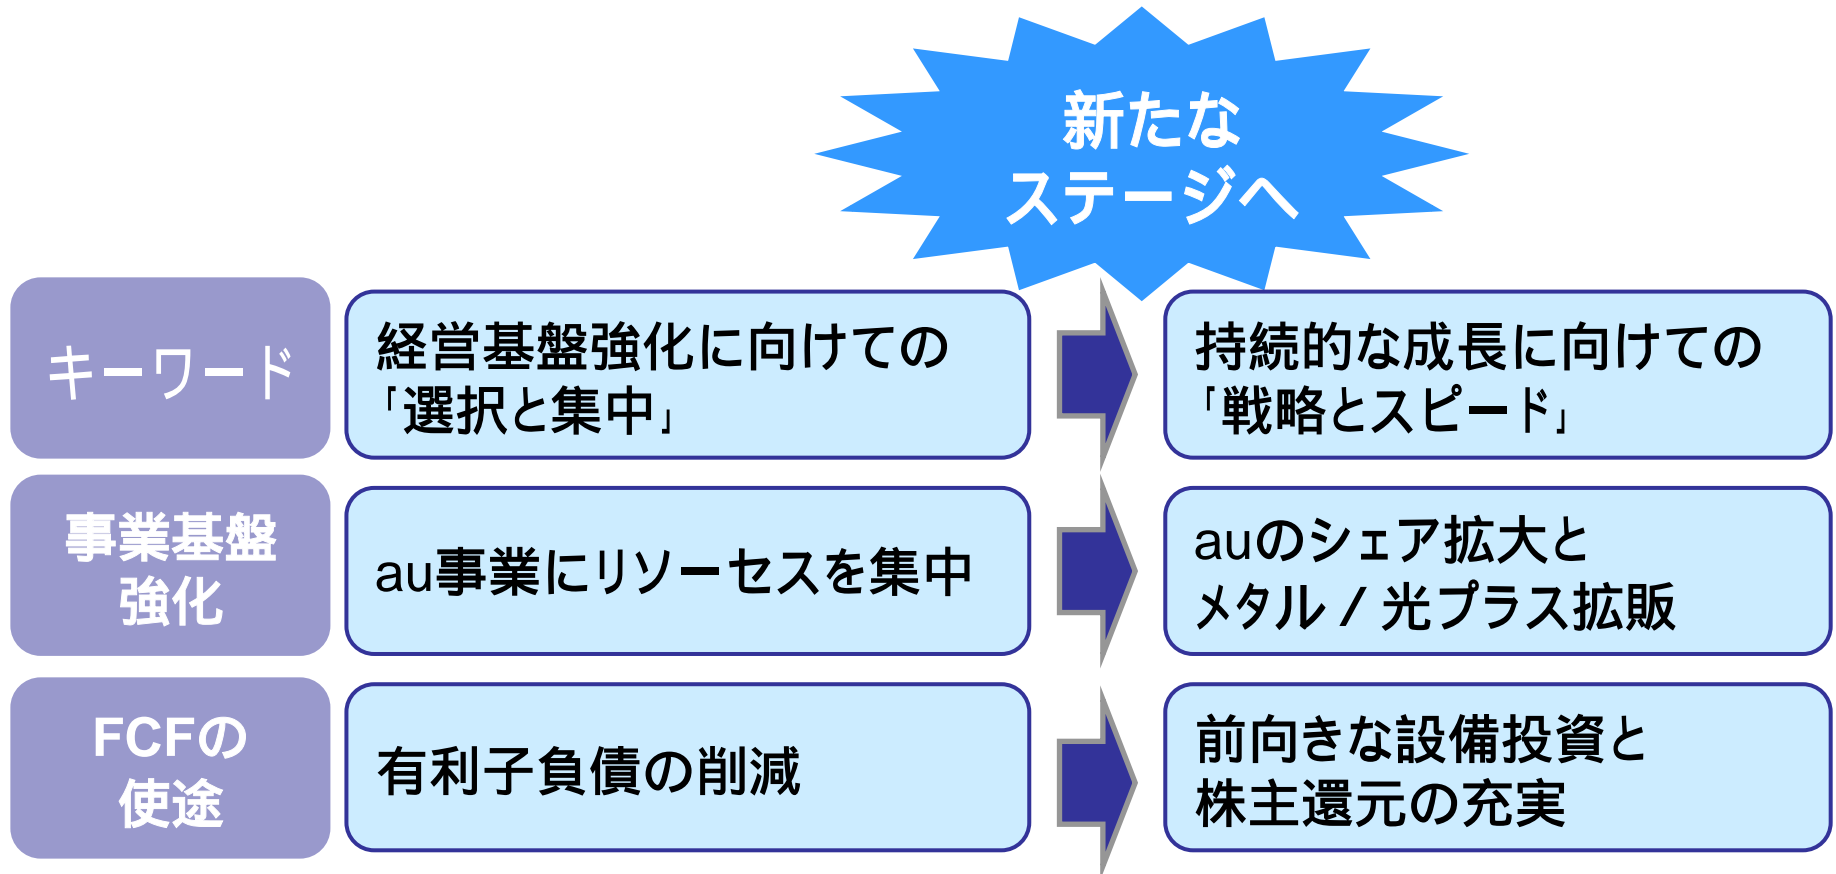 新たな
ステージへ
キーワード
経営基盤強化に向けての
「選択と集中」
持続的な成長に向けての
「戦略とスピード」
事業基盤
強化
au事業にリソーセスを集中
auのシェア拡大と
メタル / 光プラス拡販
FCFの
使途
有利子負債の削減
前向きな設備投資と
株主還元の充実